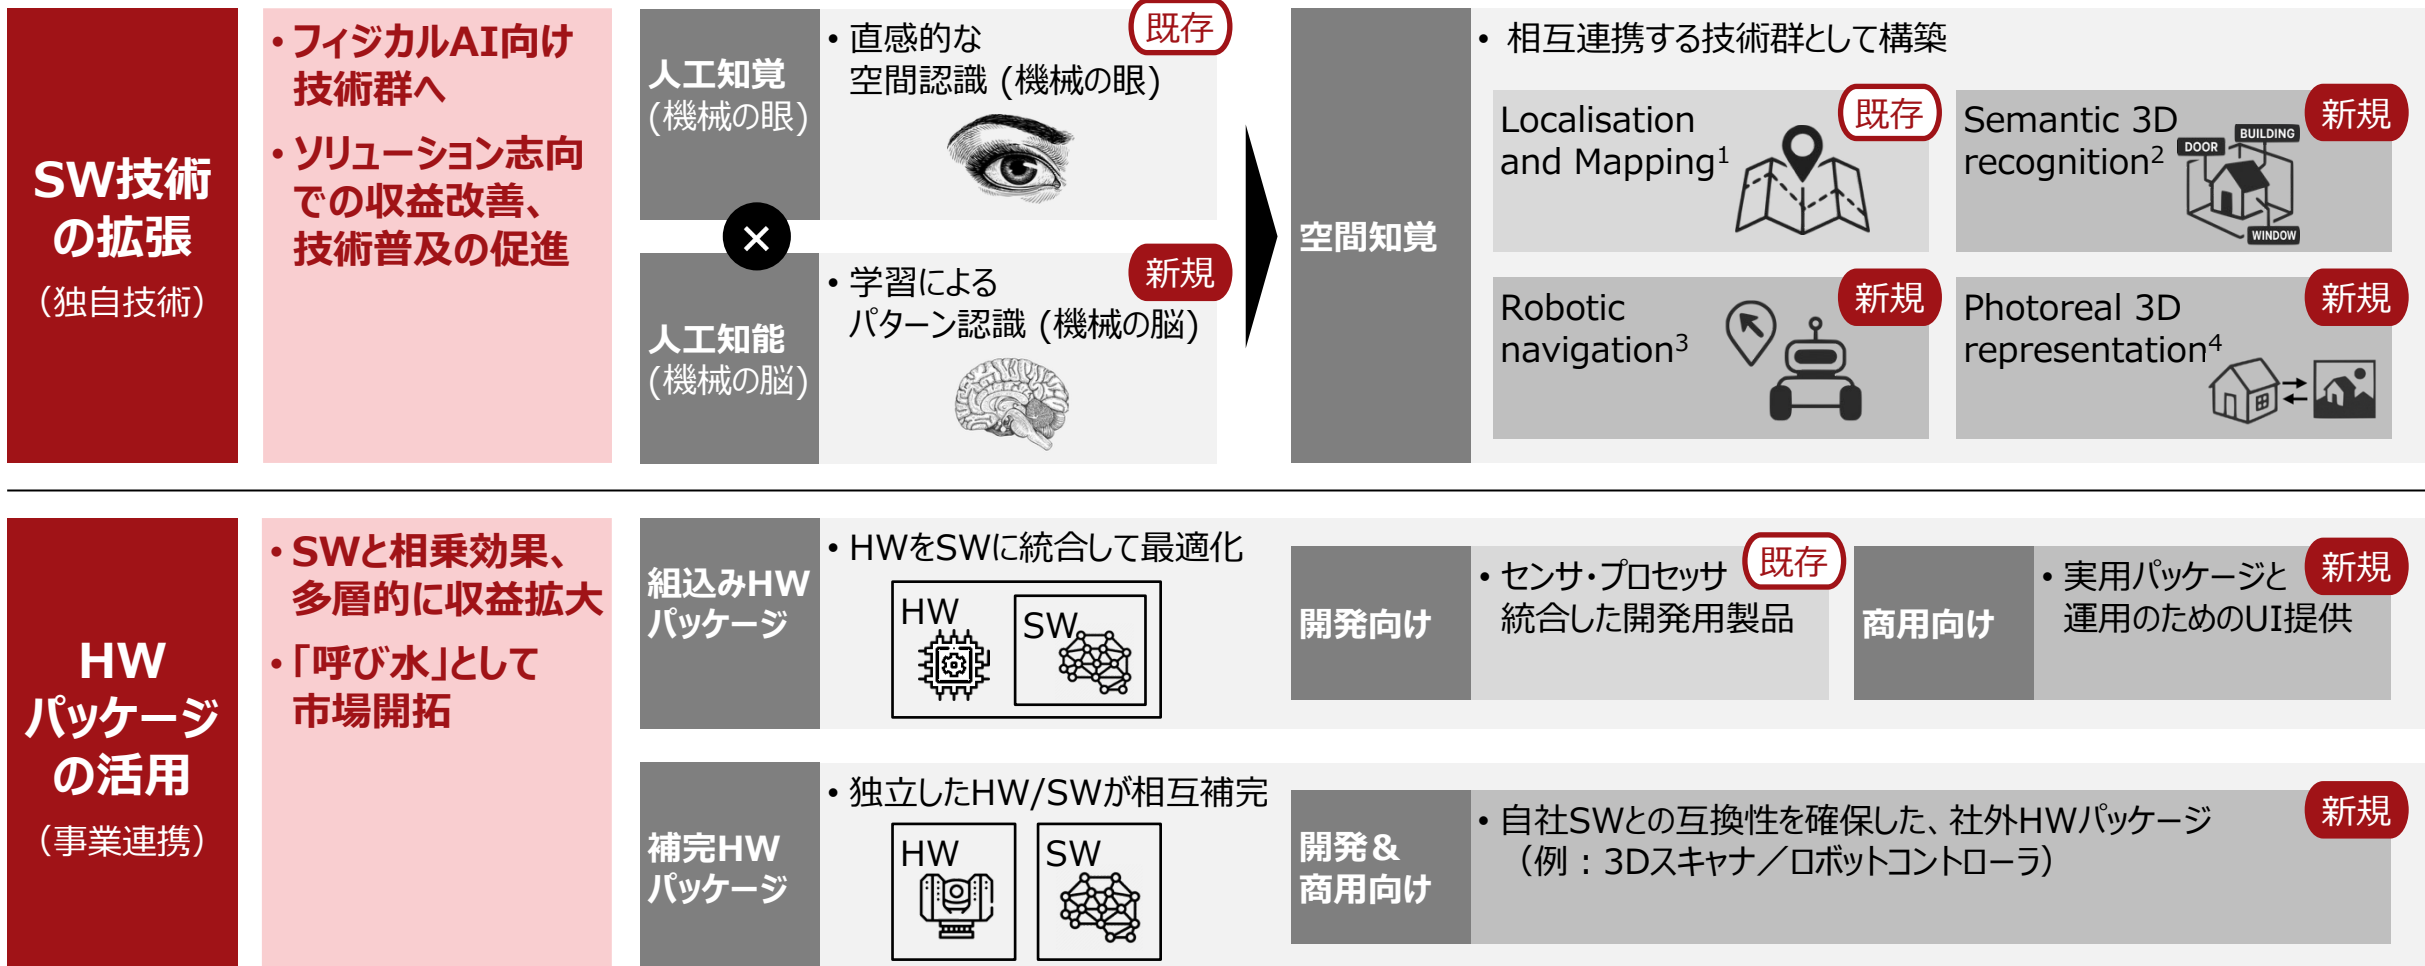 SW技術
の拡張
（独自技術）
• フィジカルAI向け
技術群へ
• ソリューション志向
での収益改善、
技術普及の促進
人工知覚
(機械の眼)
• 直感的な
空間認識 (機械の眼)
既存
×
人工知能
(機械の脳)
• 学習による
パターン認識 (機械の脳)
新規
空間知覚
• 相互連携する技術群として構築
Localisation
and Mapping1
既存
Semantic 3D
recognition2
新規
BUILDING
DOOR
WINDOW
Robotic
navigation3
新規
Photoreal 3D
representation4
新規
HW
パッケージ
の活用
（事業連携）
• SWと相乗効果、
多層的に収益拡大
• 「呼び水」として
市場開拓
組込みHW
パッケージ
• HWをSWに統合して最適化
HW
SW
開発向け
• センサ・プロセッサ
統合した開発用製品
既存
商用向け
• 実用パッケージと
運用のためのUI提供
新規
補完HW
パッケージ
• 独立したHW/SWが相互補完
HW
SW
開発＆
商用向け
• 自社SWとの互換性を確保した、社外HWパッケージ
（例：3Dスキャナ／ロボットコントローラ）
新規